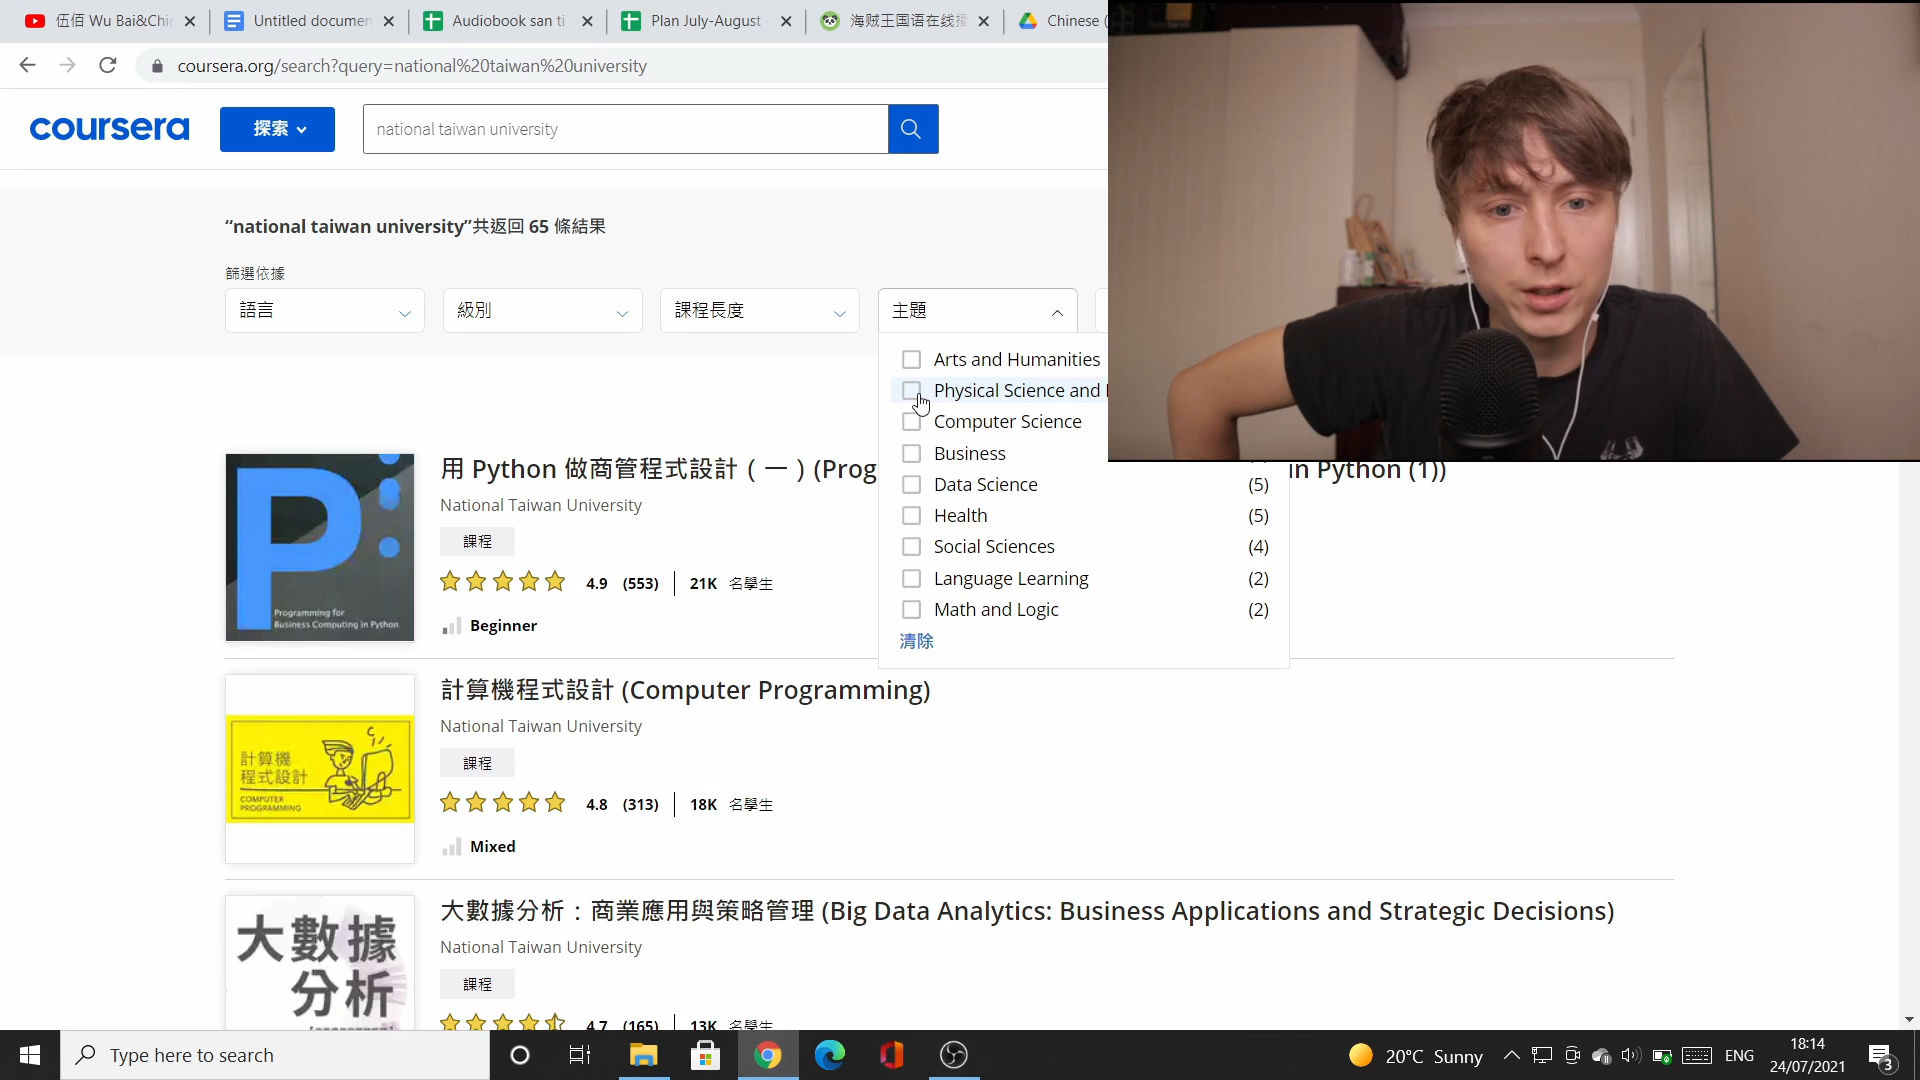 伍佰 Wu Bai&Chi
Untitled documen
Audiobook san ti
Plan July-August
海贼王国语在线
Chinese (
coursera.org/search?query=national%20taiwan%20university
coursera
探索
national taiwan university
“national taiwan university”共返回 65 條結果
篩選依據
語言
級別
課程長度
主題
Arts and Humanities
Physical Science and
Computer Science
Business
Data Science (5)
Health (5)
Social Sciences (4)
Language Learning (2)
Math and Logic (2)
清除
P
Programming for
Business Computing in Python
用 Python 做商管程式設計(一)(Prog in Python (1))
National Taiwan University
課程
4.9 (553) 21K 名學生
Beginner
計算機
程式設計
COMPUTER
PROGRAMMING
計算機程式設計 (Computer Programming)
National Taiwan University
課程
4.8 (313) 18K 名學生
Mixed
大數據
分析
大數據分析:商業應用與策略管理 (Big Data Analytics: Business Applications and Strategic Decisions)
National Taiwan University
課程
4.7 (165) 13K 名學生
Type here to search
20°C Sunny
ENG
18:14
24/07/2021
3